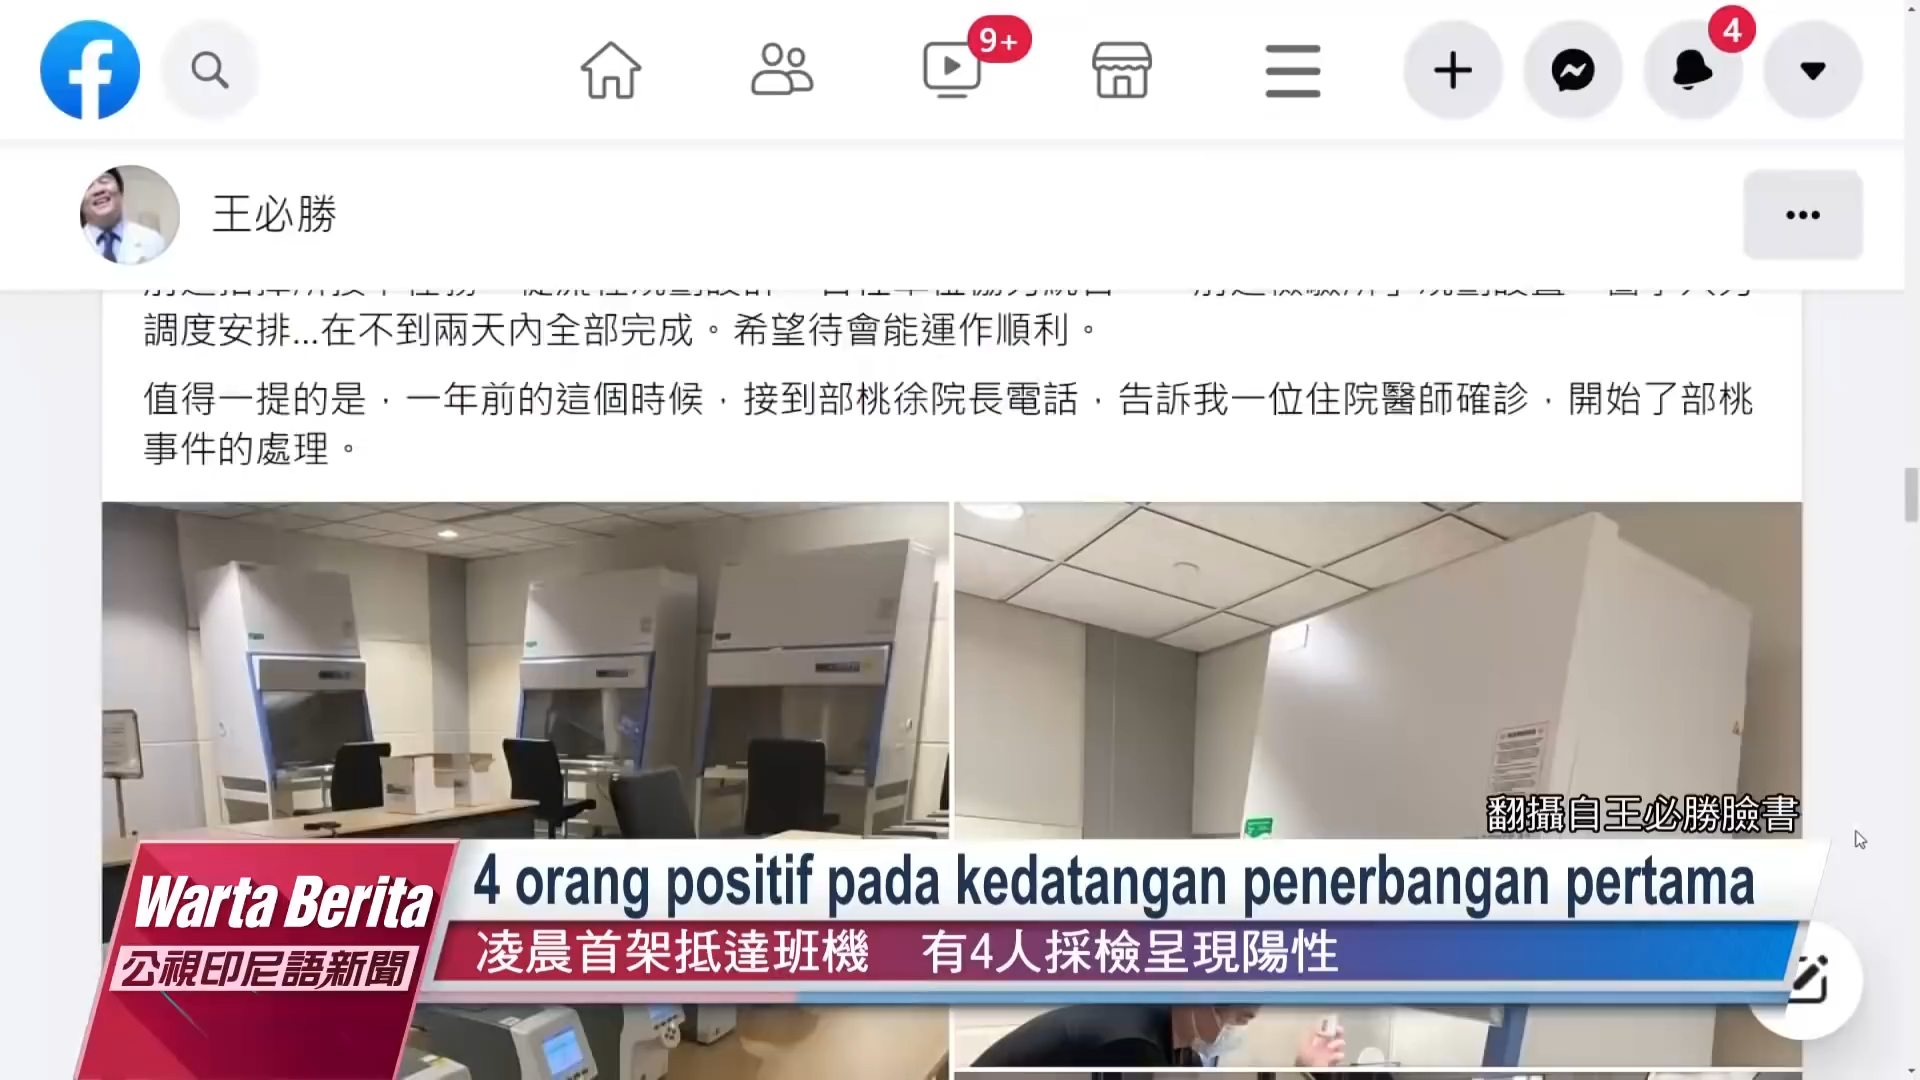 9+
4
王必勝
調度安排...在不到兩天內全部完成。希望待會能運作順利。
值得一提的是，一年前的這個時候，接到部桃徐院長電話，告訴我一位住院醫師確診，開始了部桃
事件的處理。
翻攝自王必勝臉書
Warta Berita
公視印尼語新聞
4 orang positif pada kedatangan penerbangan pertama
凌晨首架抵達班機 有4人採檢呈現陽性